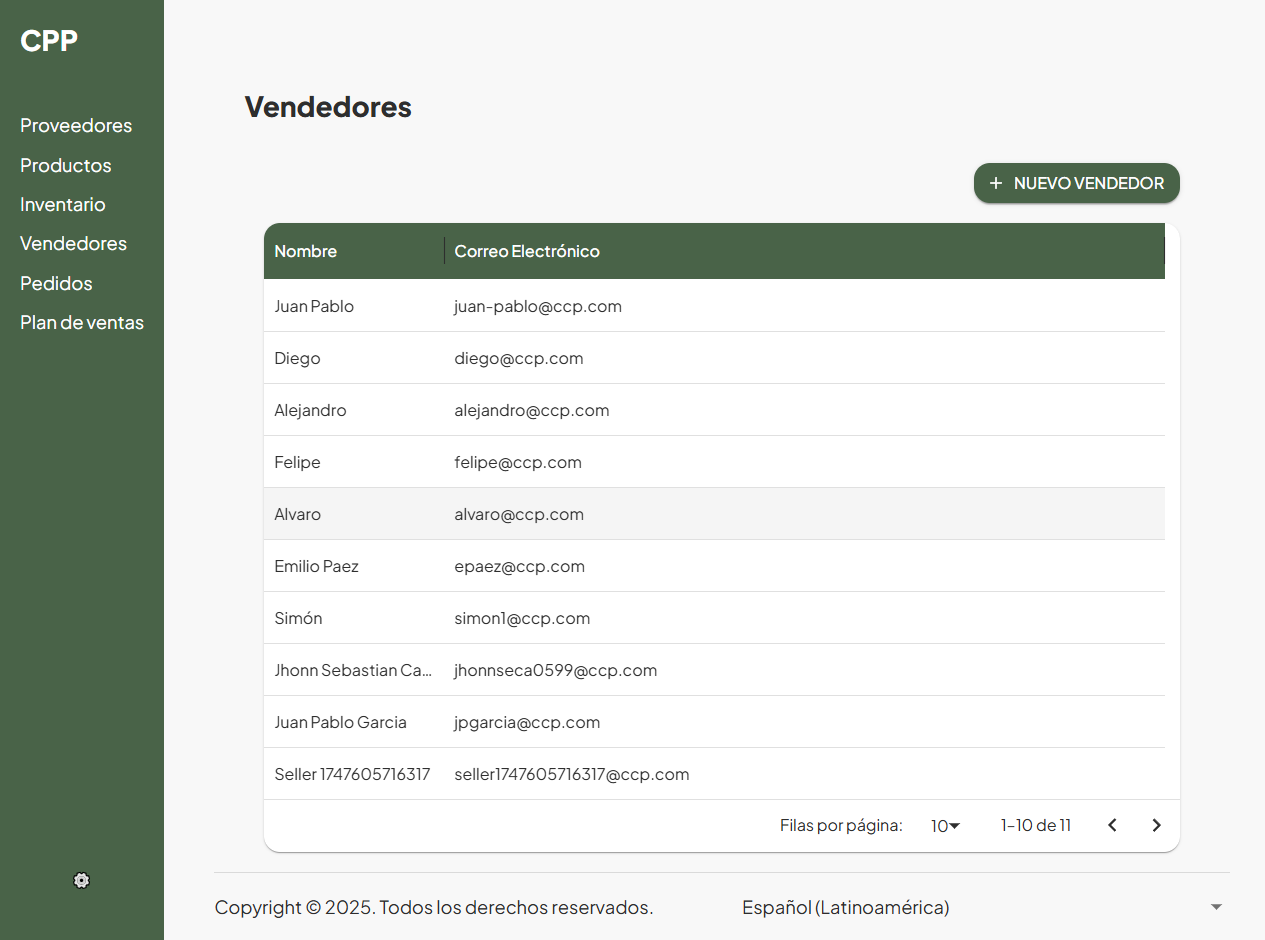 CPP
Proveedores
Productos
Inventario
Vendedores
Pedidos
Plan de ventas
Vendedores
+ NUEVO VENDEDOR
Nombre Correo Electrónico
Juan Pablo juan-pablo@ccp.com
Diego diego@ccp.com
Alejandro alejandro@ccp.com
Felipe felipe@ccp.com
Alvaro alvaro@ccp.com
Emilio Paez epaez@ccp.com
Simón simon1@ccp.com
Jhonn Sebastian Ca... jhonnseca0599@ccp.com
Juan Pablo Garcia jpgarcia@ccp.com
Seller 1747605716317 seller1747605716317@ccp.com
Filas por página: 10 1–10 de 11
Copyright © 2025. Todos los derechos reservados. Español (Latinoamérica)